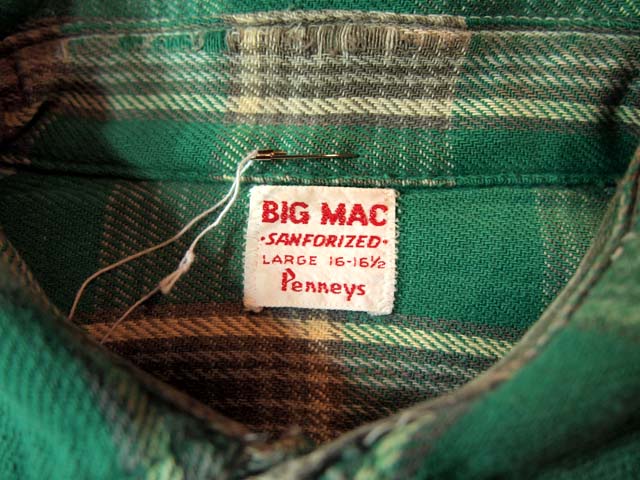 BIG MAC
·SANFORIZED·
LARGE 16-16½
Penneys